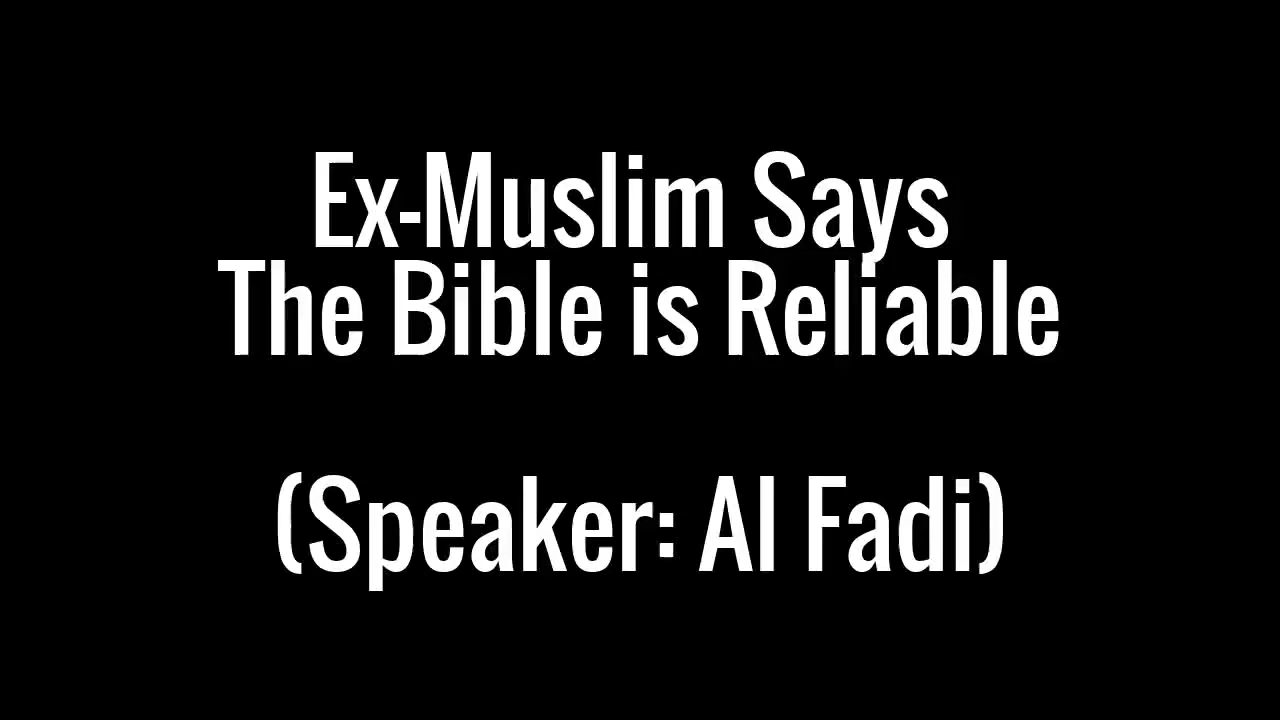 Ex-Muslim Says
The Bible is Reliable
(Speaker: Al Fadi)